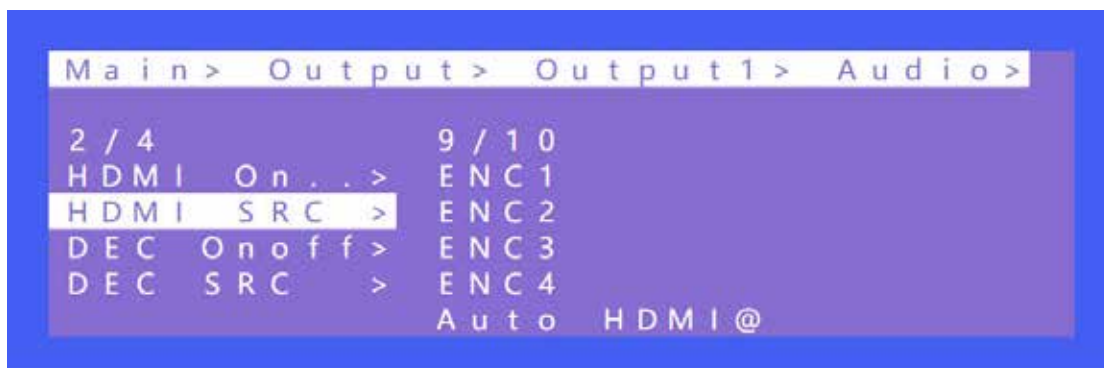 Main> Output> Output1> Audio>
2/4 9/10
HDMI On..> ENC1
HDMI SRC > ENC2
DEC Onoff> ENC3
DEC SRC > ENC4
Auto HDMI@